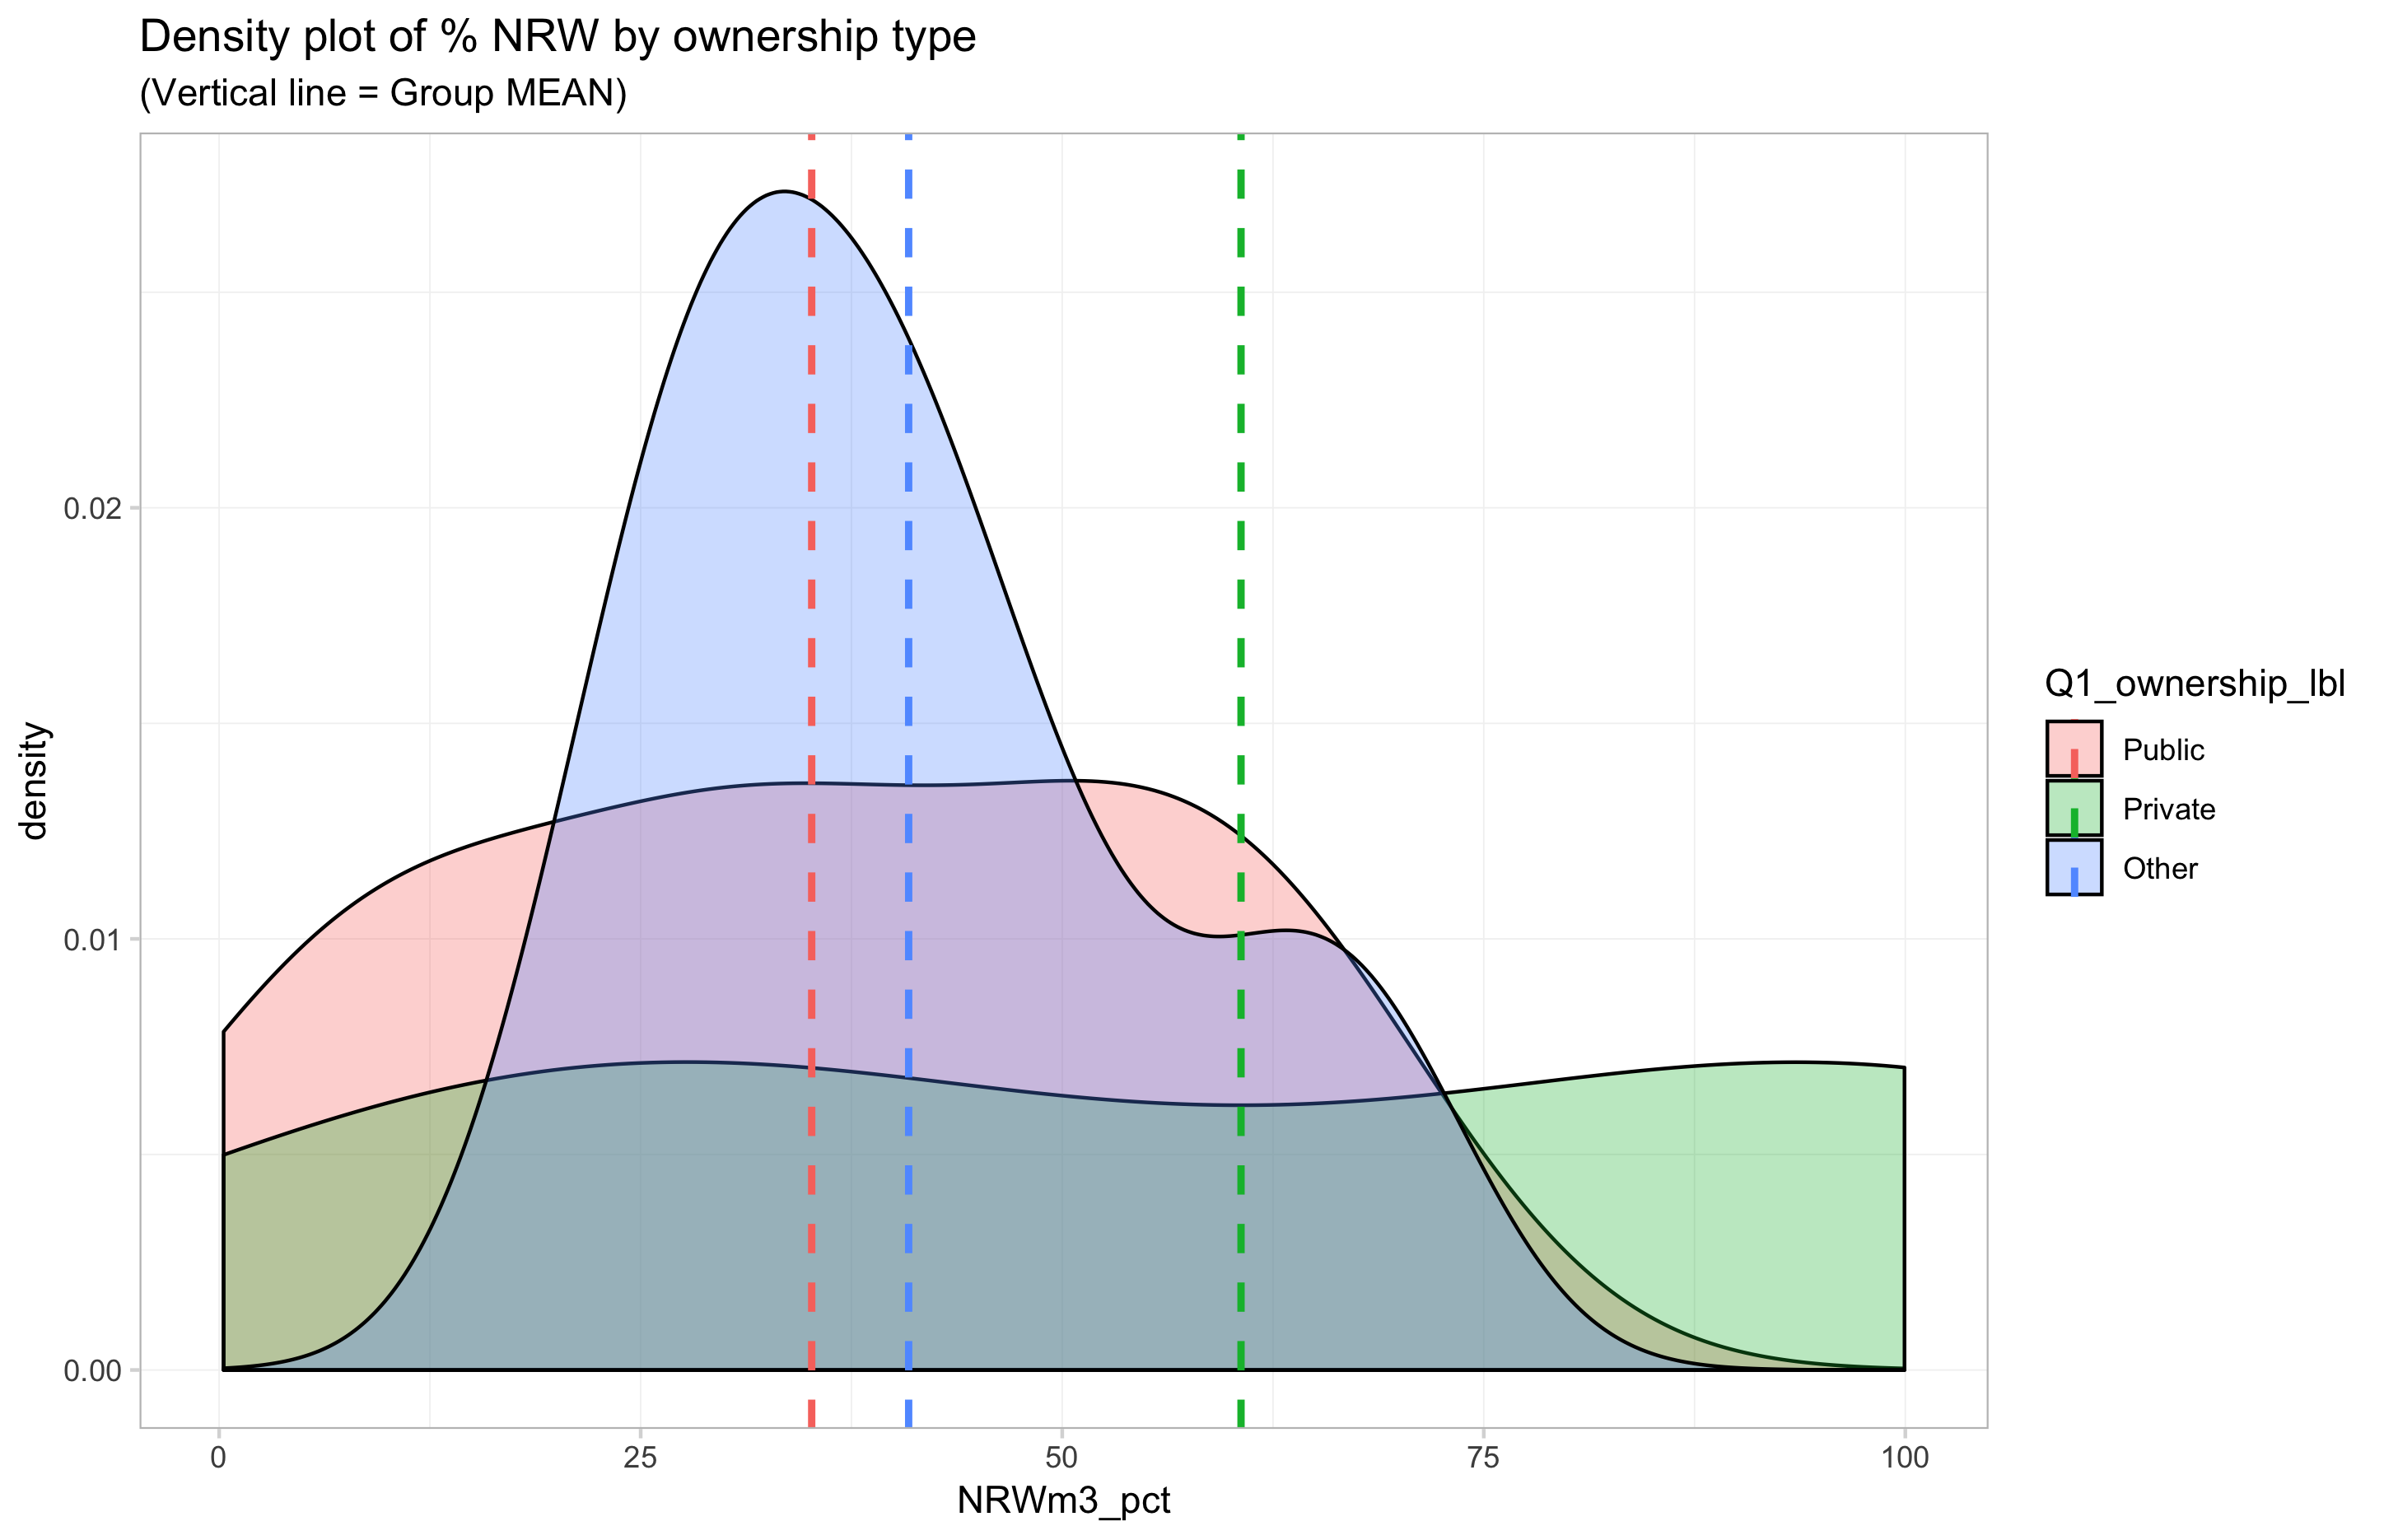 Density plot of % NRW by ownership type
(Vertical line = Group MEAN)
density
0.02
0.01
0.00
0
25
50
75
100
NRWm3_pct
Q1_ownership_lbl
Public
Private
Other